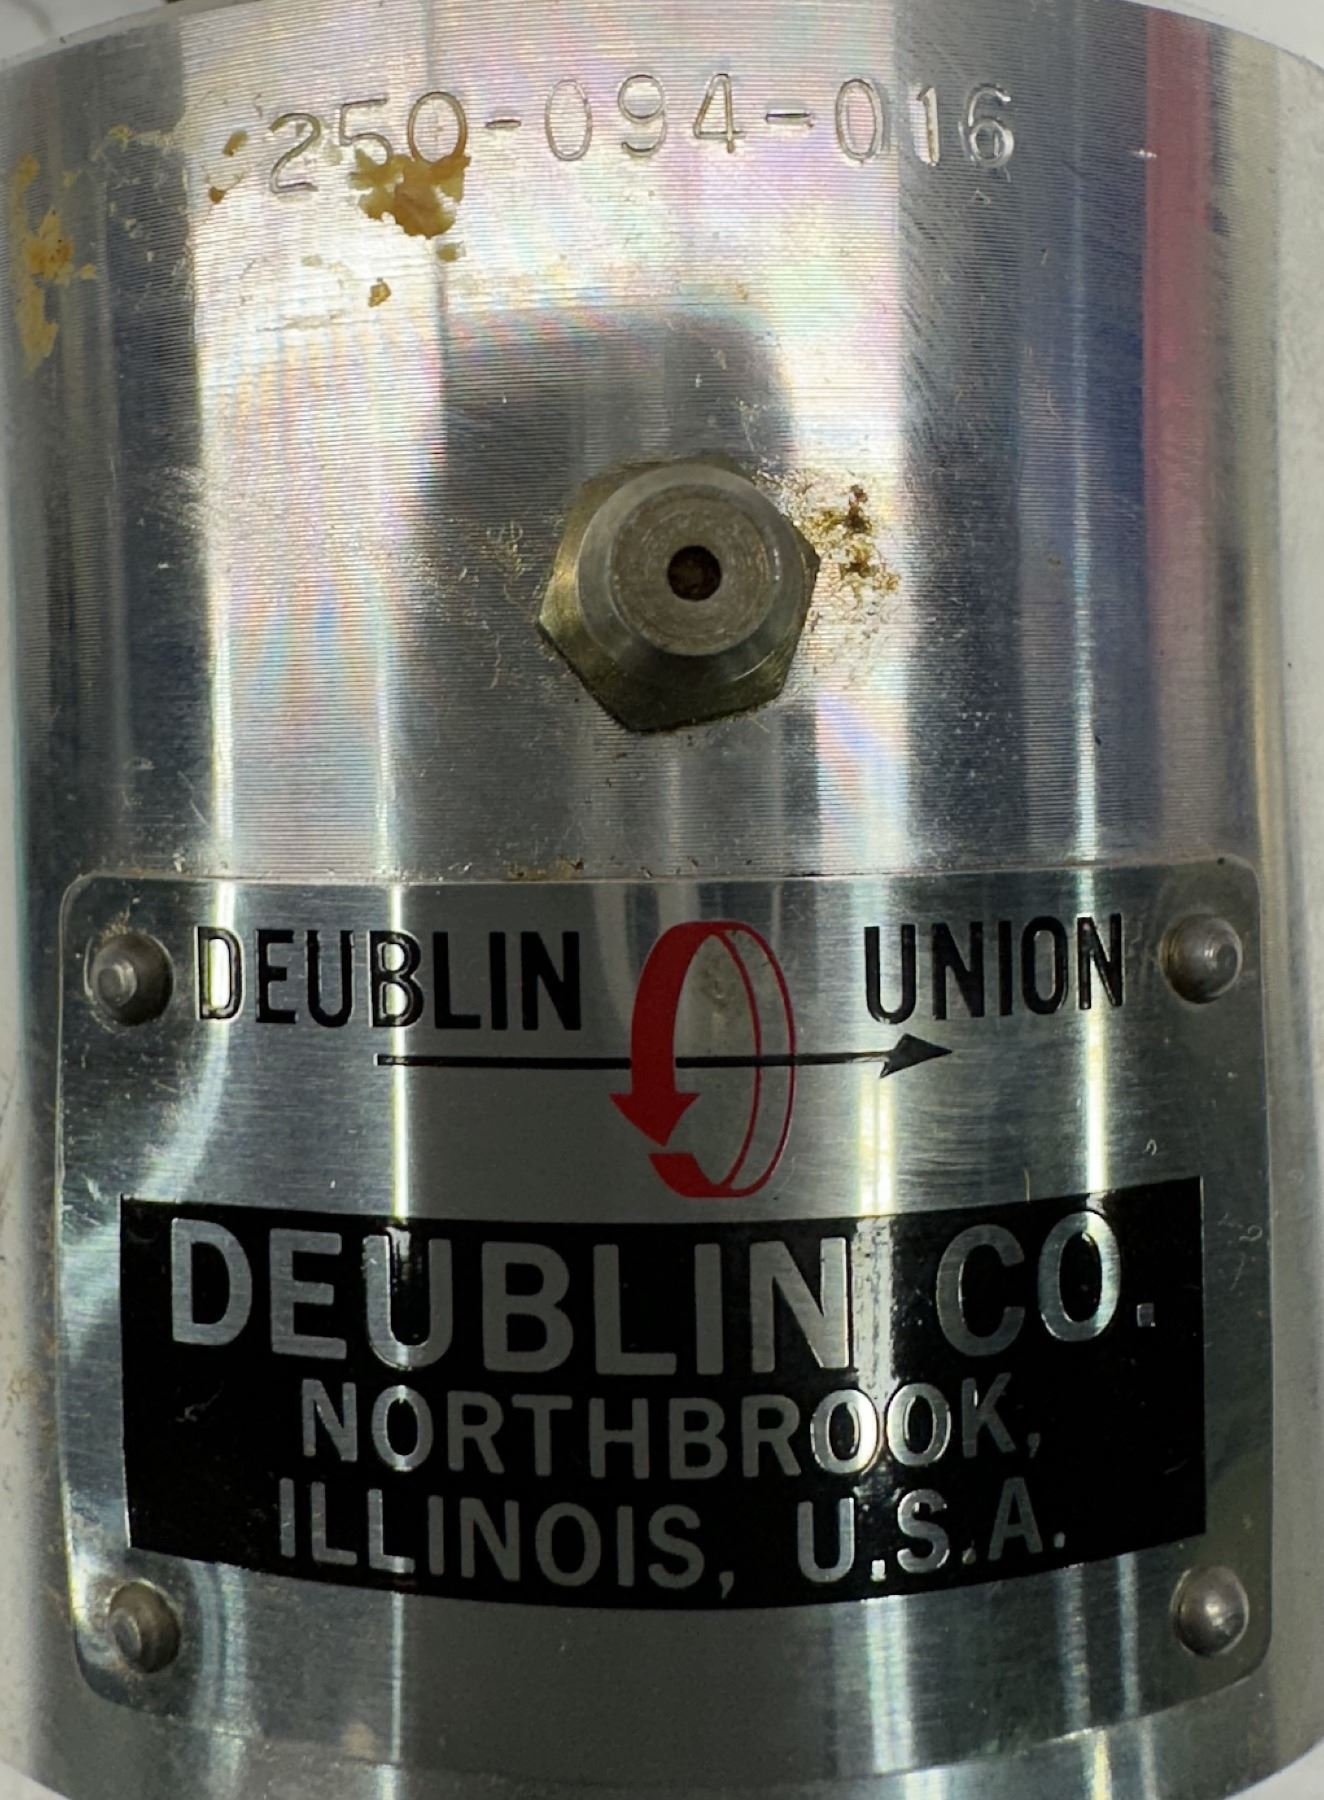 250-094-016
DEUBLIN UNION
DEUBLIN CO.
NORTHBROOK,
ILLINOIS, U.S.A.